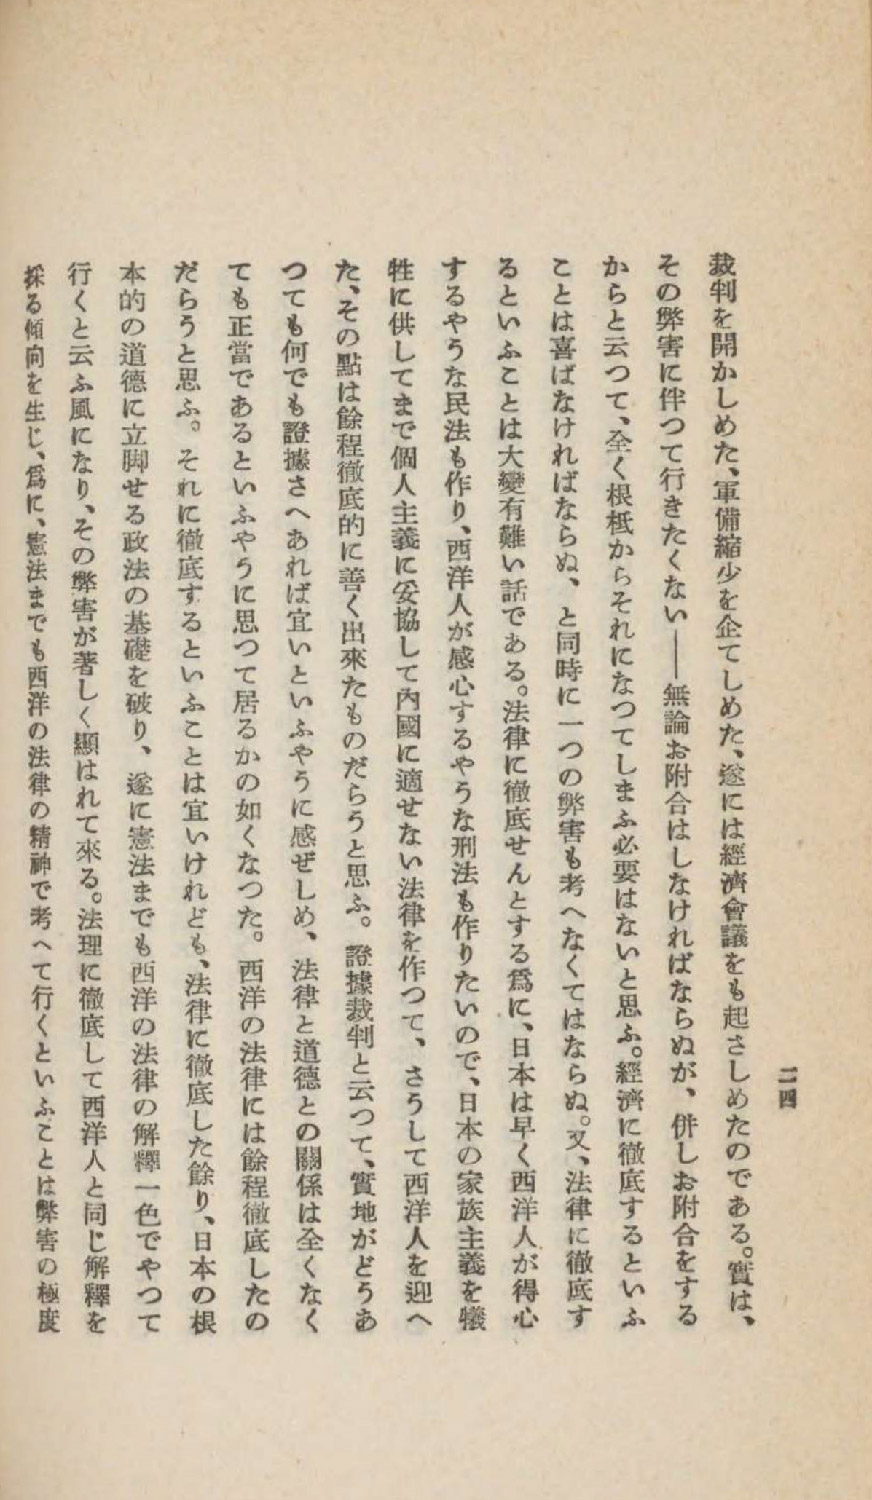 二四
裁判を開かしめた、軍備縮少を企てしめた、遂には經濟會議をも起さしめたのである。實は、
その弊害に伴つて行きたくない――無論お附合はしなければならぬが、併しお附合をする
からと云つて、全く根柢からそれになつてしまふ必要はないと思ふ。經濟に徹底するといふ
ことは喜ばなければならぬ、と同時に一つの弊害も考へなくてはならぬ。又、法律に徹底す
るといふことは大變有難い話である。法律に徹底せんとする爲に、日本は早く西洋人が得心
するやうな民法も作り、西洋人が感心するやうな刑法も作りたいので、日本の家族主義を犧
牲に供してまで個人主義に妥協して內國に適せない法律を作つて、さうして西洋人を迎へ
た、その點は餘程徹底的に善く出來たものだらうと思ふ。證據裁判と云つて、實地がどうあ
つても何でも證據さへあれば宜いといふやうに感ぜしめ、法律と道德との關係は全くなく
ても正當であるといふやうに思つて居るかの如くなつた。西洋の法律には餘程徹底したの
だらうと思ふ。それに徹底するといふことは宜いけれども、法律に徹底した餘り、日本の根
本的の道德に立脚せる政法の基礎を破り、遂に憲法までも西洋の法律の解釋一色でやつて
行くと云ふ風になり、その弊害が著しく顯はれて來る。法理に徹底して西洋人と同じ解釋を
採る傾向を生じ、爲に、憲法までも西洋の法律の精神で考へて行くといふことは弊害の極度